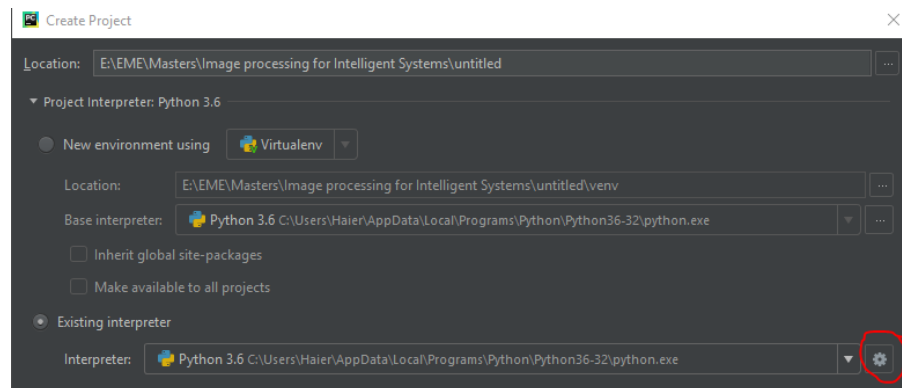 PC Create Project
Location: E:\EME\Masters\Image processing for Intelligent Systems\untitled ...
Project Interpreter: Python 3.6
New environment using Virtualenv
Location: E:\EME\Masters\Image processing for Intelligent Systems\untitled\venv ...
Base interpreter: Python 3.6 C:\Users\Haier\AppData\Local\Programs\Python\Python36-32\python.exe ...
Inherit global site-packages
Make available to all projects
Existing interpreter
Interpreter: Python 3.6 C:\Users\Haier\AppData\Local\Programs\Python\Python36-32\python.exe